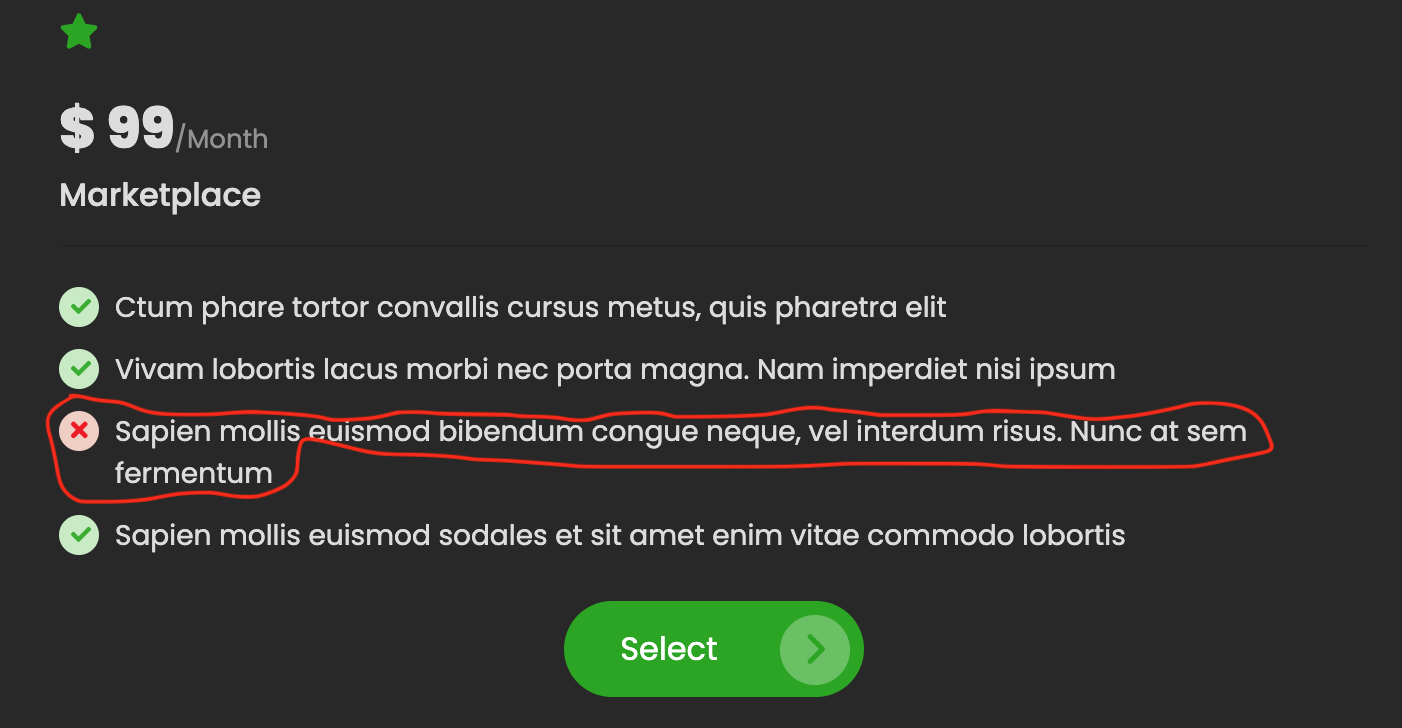 $ 99/Month
Marketplace
Ctum phare tortor convallis cursus metus, quis pharetra elit
Vivam lobortis lacus morbi nec porta magna. Nam imperdiet nisi ipsum
Sapien mollis euismod bibendum congue neque, vel interdum risus. Nunc at sem
fermentum
Sapien mollis euismod sodales et sit amet enim vitae commodo lobortis
Select